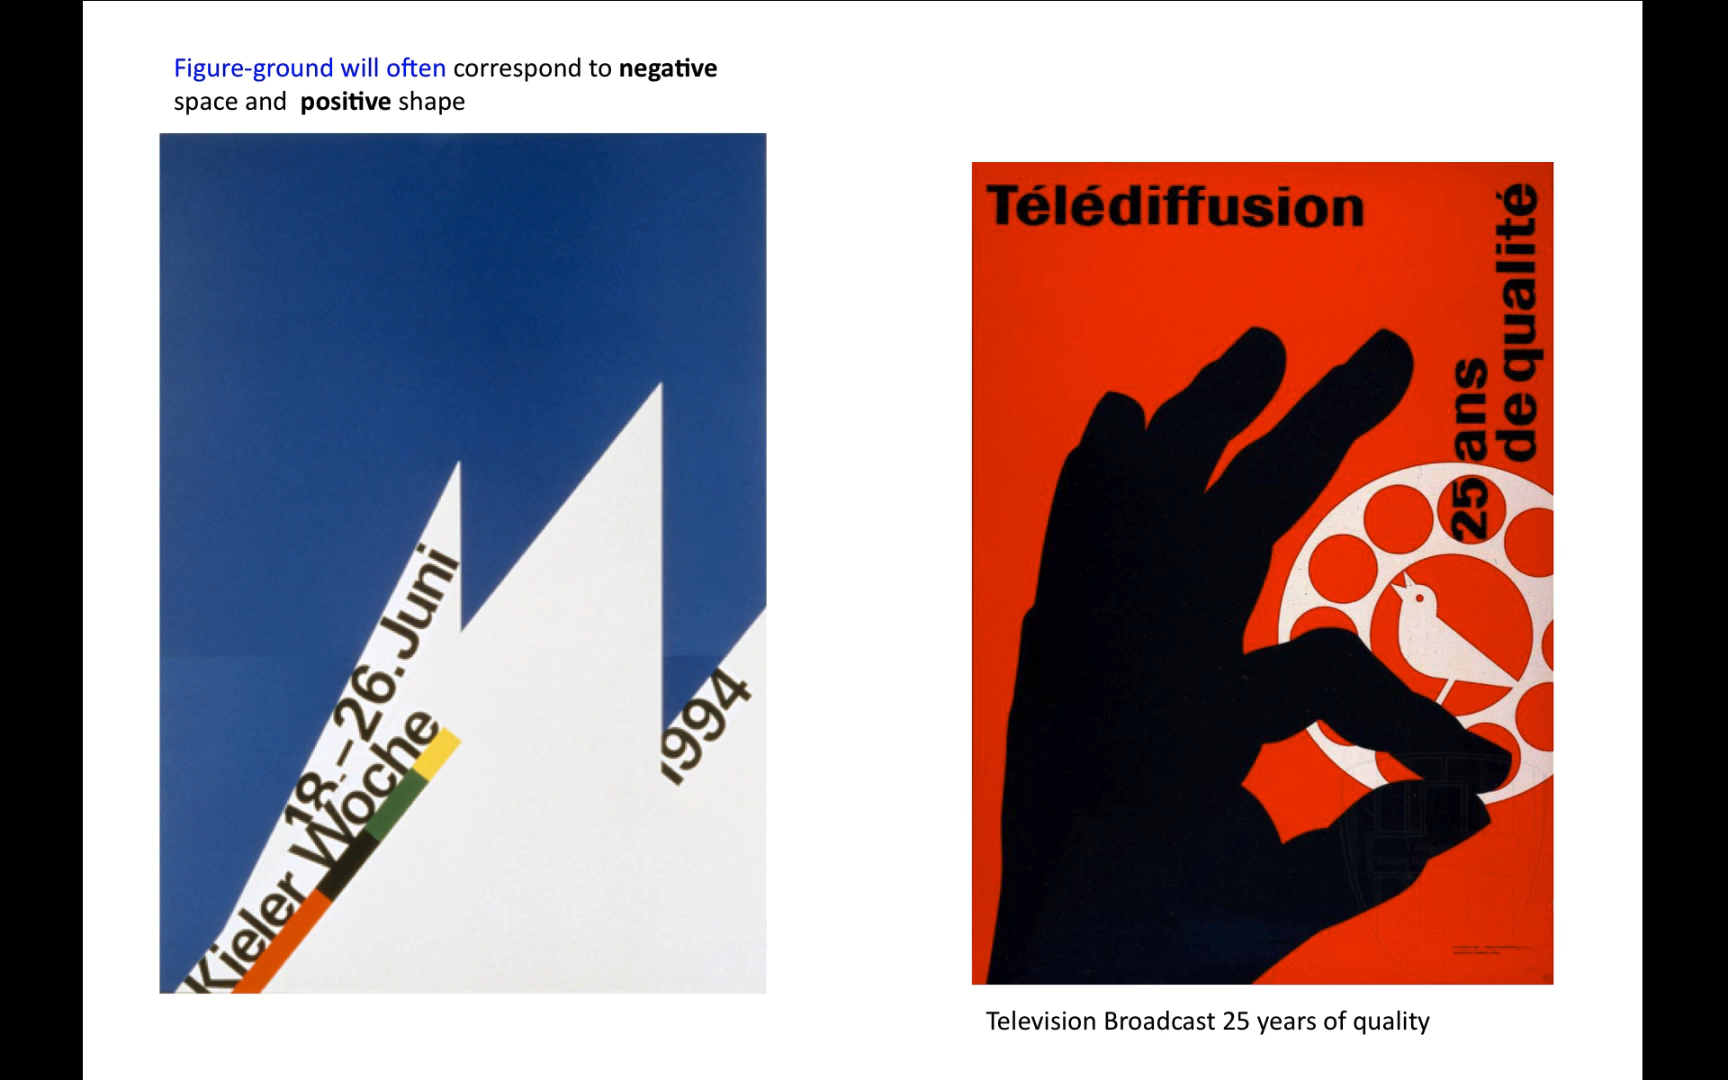 Figure-ground will often correspond to negative
space and positive shape
18.–26. Juni
Kieler Woche
1994
Télédiffusion
25 ans
de qualité
Television Broadcast 25 years of quality